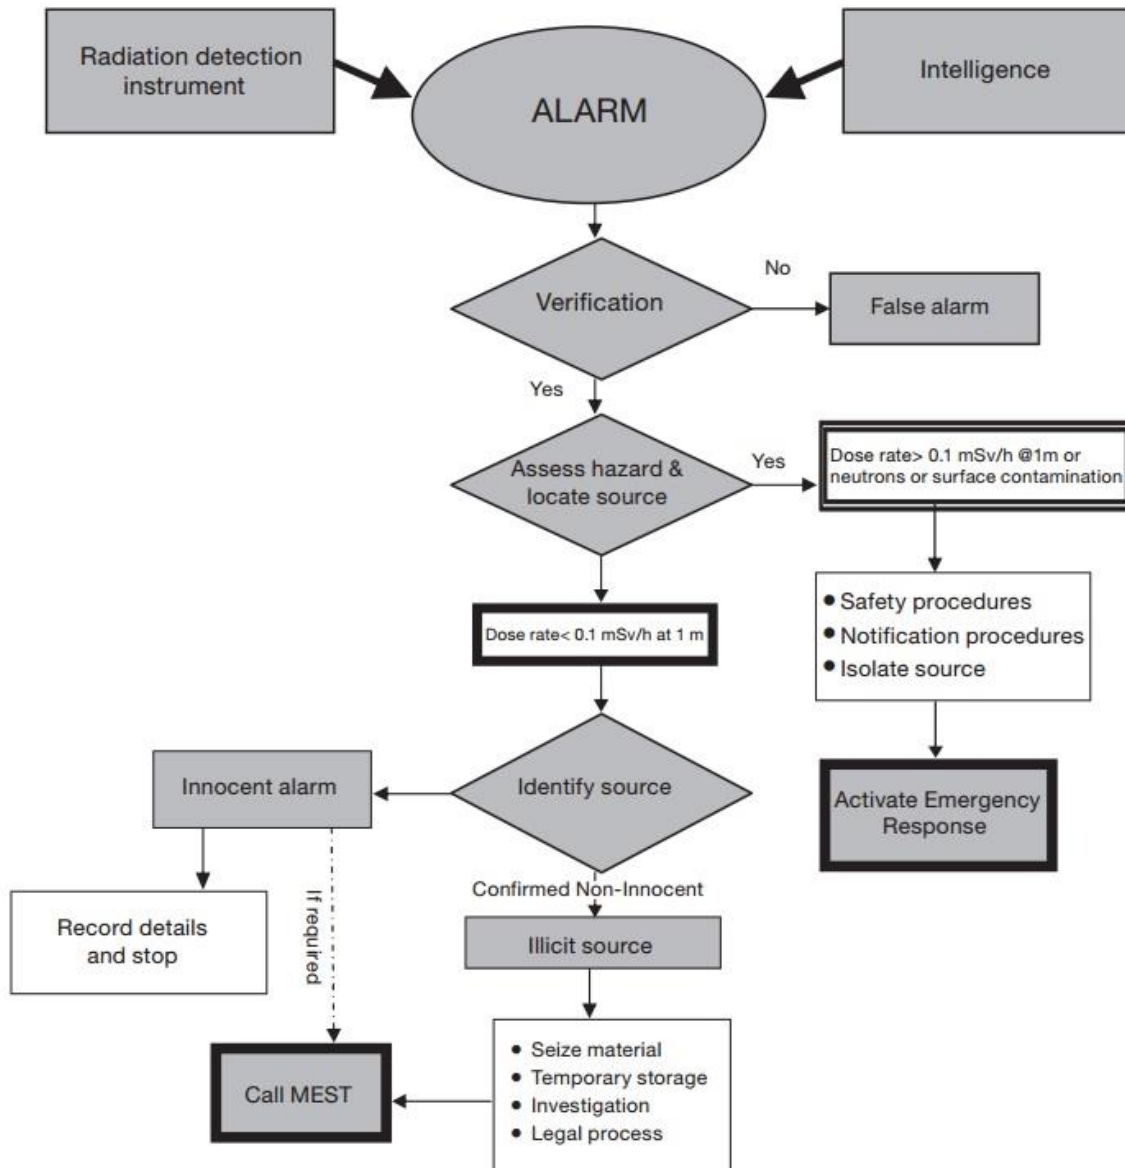 Radiation detection
instrument
Intelligence
ALARM
Verification
No
False alarm
Yes
Assess hazard &
locate source
Yes
Dose rate> 0.1 mSv/h @1m or
neutrons or surface contamination
● Safety procedures
● Notification procedures
● Isolate source
Dose rate< 0.1 mSv/h at 1 m
Innocent alarm
Identify source
Activate Emergency
Response
Confirmed Non-Innocent
Record details
and stop
If required
Illicit source
● Seize material
● Temporary storage
● Investigation
● Legal process
Call MEST